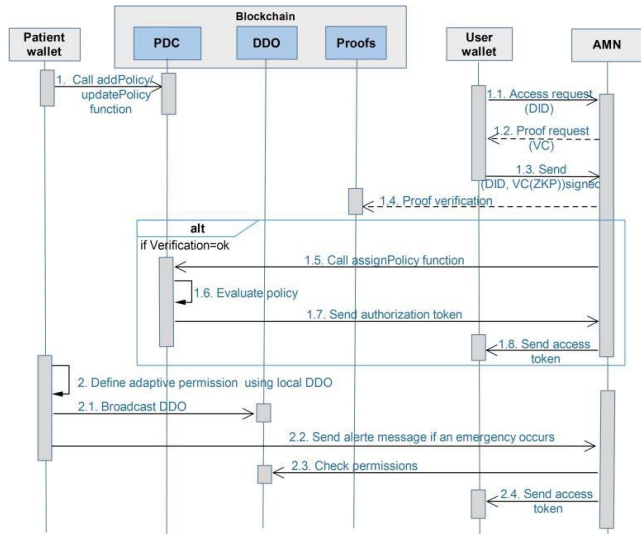 Blockchain
Patient
wallet
PDC
DDO
Proofs
User
wallet
AMN
1. Call addPolicy/
updatePolicy
function
1.1. Access request
(DID)
1.2. Proof request
(VC)
1.3. Send
(DID, VC(ZKP))signed
1.4. Proof verification
alt
if Verification=ok
1.5. Call assignPolicy function
1.6. Evaluate policy
1.7. Send authorization token
1.8. Send access
token
2. Define adaptive permission using local DDO
2.1. Broadcast DDO
2.2. Send alerte message if an emergency occurs
2.3. Check permissions
2.4. Send access
token